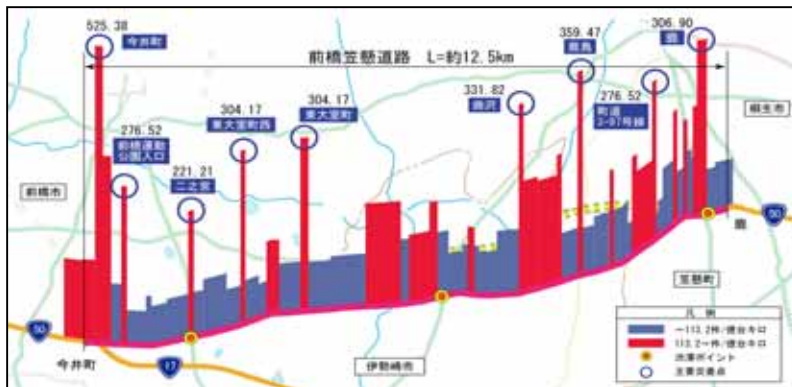 525.38
今井町
前橋笠懸道路 L=約12.5km
359.47
鹿馬
306.90
鹿
304.17
東大室町西
304.17
東大室町
331.82
276.52
町道
2-97号線
桐生市
276.52
前橋運動
公園入口
221.21
二之宮
前橋市
50
鹿
笠懸町
50
今井町
17
伊勢崎市
凡 例
~113.2件/億台キロ
113.2~件/億台キロ
渋滞ポイント
主要交差点